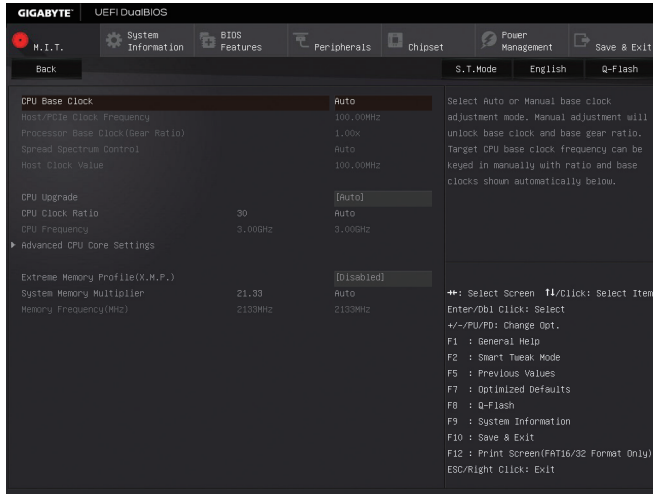 GIGABYTE™ UEFI DualBIOS
M.I.T. System Information BIOS Features Peripherals Chipset Power Management Save & Exit
Back S.T.Mode English Q-Flash
CPU Base Clock Auto
Host/PCIe Clock Frequency 100.00MHz
Processor Base Clock(Gear Ratio) 1.00x
Spread Spectrum Control Auto
Host Clock Value 100.00MHz
CPU Upgrade [Auto]
CPU Clock Ratio 30 Auto
CPU Frequency 3.00GHz 3.00GHz
Advanced CPU Core Settings
Extreme Memory Profile(X.M.P.) [Disabled]
System Memory Multiplier 21.33 Auto
Memory Frequency(MHz) 2133MHz 2133MHz
Select Auto or Manual base clock
adjustment mode. Manual adjustment will
unlock base clock and base gear ratio.
Target CPU base clock frequency can be
keyed in manually with ratio and base
clocks shown automatically below.
→←: Select Screen ↑↓/Click: Select Item
Enter/Dbl Click: Select
+/-/PU/PD: Change Opt.
F1 : General Help
F2 : Smart Tweak Mode
F5 : Previous Values
F7 : Optimized Defaults
F8 : Q-Flash
F9 : System Information
F10 : Save & Exit
F12 : Print Screen(FAT16/32 Format Only)
ESC/Right Click: Exit